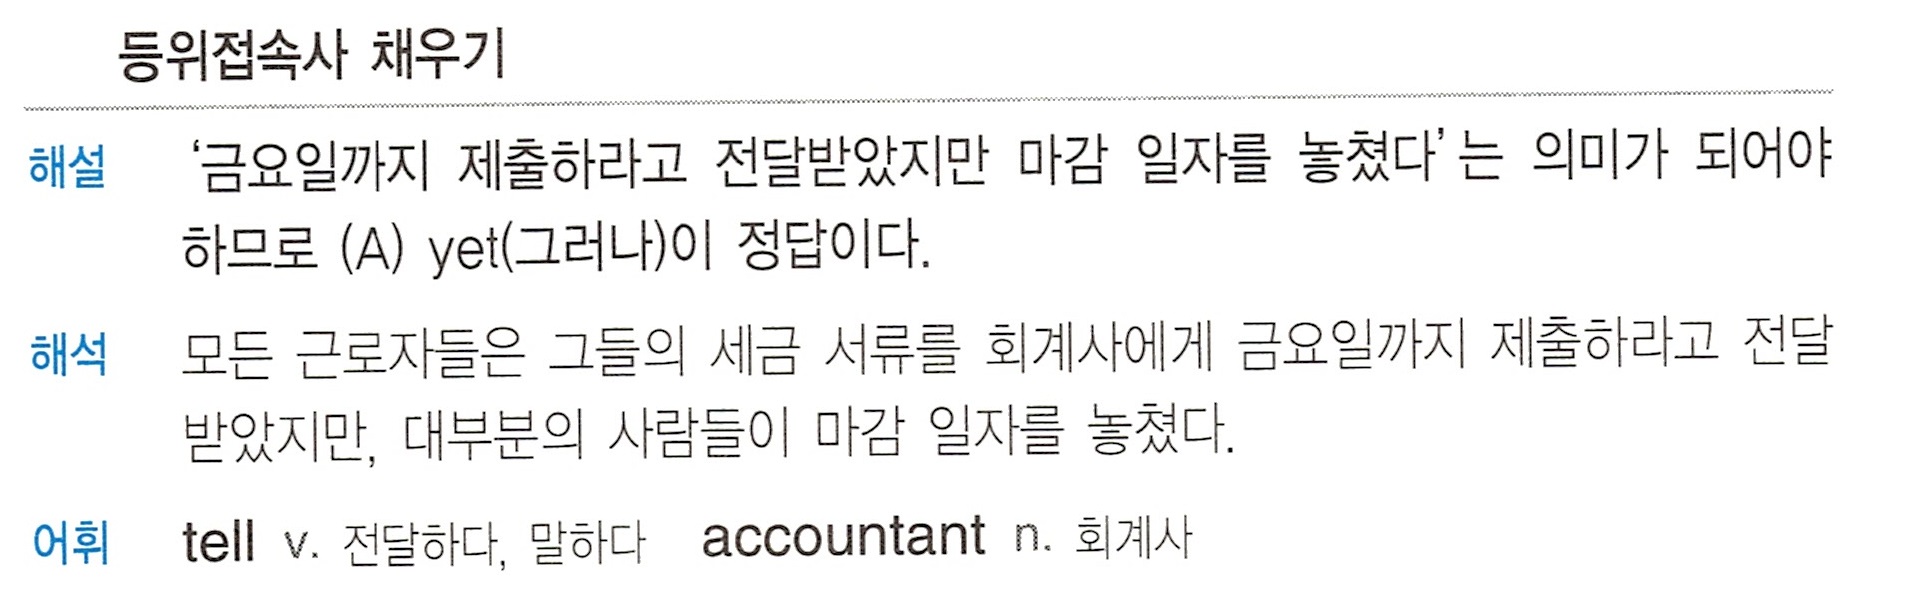 등위접속사 채우기
해설 '금요일까지 제출하라고 전달받았지만 마감 일자를 놓쳤다'는 의미가 되어야
하므로 (A) yet(그러나)이 정답이다.
해석 모든 근로자들은 그들의 세금 서류를 회계사에게 금요일까지 제출하라고 전달
받았지만, 대부분의 사람들이 마감 일자를 놓쳤다.
어휘 tell v. 전달하다, 말하다 accountant n. 회계사